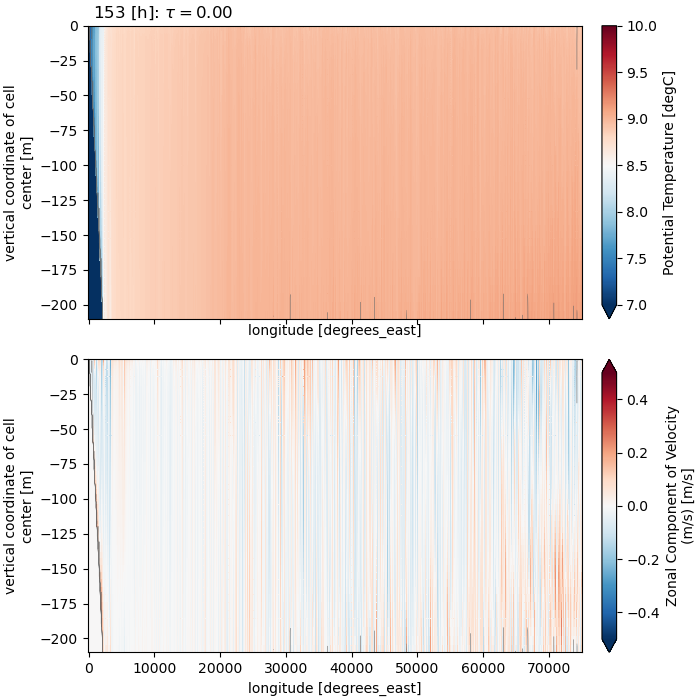 153 [h]: τ = 0.00
0
−25
−50
−75
−100
−125
−150
−175
−200
vertical coordinate of cell
center [m]
longitude [degrees_east]
10.0
9.5
9.0
8.5
8.0
7.5
7.0
Potential Temperature [degC]
0
−25
−50
−75
−100
−125
−150
−175
−200
vertical coordinate of cell
center [m]
0 10000 20000 30000 40000 50000 60000 70000
longitude [degrees_east]
0.4
0.2
0.0
−0.2
−0.4
Zonal Component of Velocity
(m/s) [m/s]